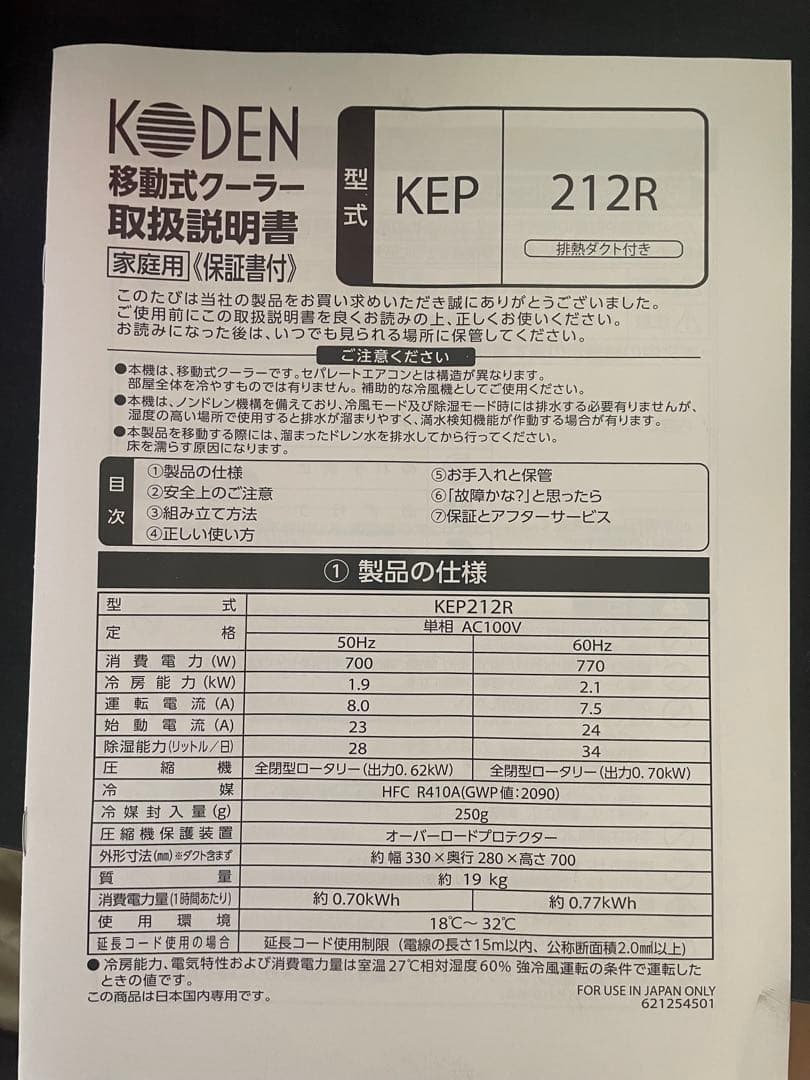 KODEN
移動式クーラー
取扱説明書
家庭用《保証書付》
型式 KEP 212R
排熱ダクト付き
このたびは当社の製品をお買い求めいただき誠にありがとうございました。
ご使用前にこの取扱説明書を良くお読みの上、正しくお使いください。
お読みになった後は、いつでも見られる場所に保管してください。
ご注意ください
●本機は、移動式クーラーです。セパレートエアコンとは構造が異なります。
部屋全体を冷やすものでは有りません。補助的な冷風機としてご使用ください。
●本機は、ノンドレン機構を備えており、冷風モード及び除湿モード時には排水する必要有りませんが、
湿度の高い場所で使用すると排水が溜まりやすく、満水検知機能が作動する場合が有ります。
●本製品を移動する際には、溜まったドレン水を排水してから行ってください。
床を濡らす原因になります。
目次
①製品の仕様
②安全上のご注意
③組み立て方法
④正しい使い方
⑤お手入れと保管
⑥「故障かな?」と思ったら
⑦保証とアフターサービス
① 製品の仕様
型式 KEP212R
定格 単相 AC100V
50Hz 60Hz
消費電力(W) 700 770
冷房能力(kW) 1.9 2.1
運転電流(A) 8.0 7.5
始動電流(A) 23 24
除湿能力(リットル/日) 28 34
圧縮機 全閉型ロータリー(出力0.62kW) 全閉型ロータリー(出力0.70kW)
冷媒 HFC R410A(GWP値:2090)
冷媒封入量(g) 250g
圧縮機保護装置 オーバーロードプロテクター
外形寸法(mm)※ダクト含まず 約 幅330×奥行280×高さ700
質量 約 19 kg
消費電力量(1時間あたり) 約0.70kWh 約0.77kWh
使用環境 18℃～32℃
延長コード使用の場合 延長コード使用制限(電線の長さ15m以内、公称断面積2.0㎟以上)
●冷房能力、電気特性および消費電力量は室温27℃相対湿度60% 強冷風運転の条件で運転した
ときの値です。
この商品は日本国内専用です。
FOR USE IN JAPAN ONLY
621254501